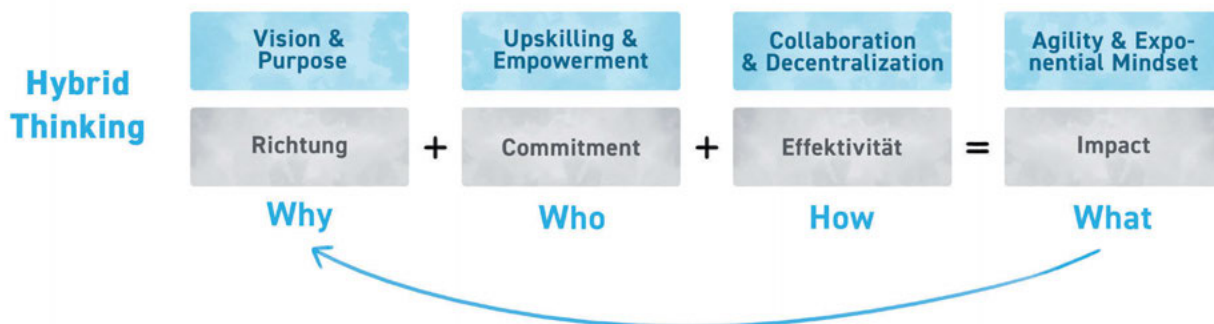 Hybrid
Thinking
Vision &
Purpose
Upskilling &
Empowerment
Collaboration
& Decentralization
Agility & Expo-
nential Mindset
Richtung
+
Commitment
+
Effektivität
=
Impact
Why
Who
How
What